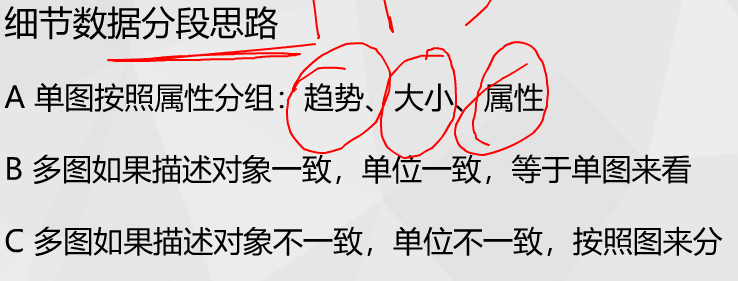 细节数据分段思路
A 单图按照属性分组：趋势、大小、属性
B 多图如果描述对象一致，单位一致，等于单图来看
C 多图如果描述对象不一致，单位不一致，按照图来分